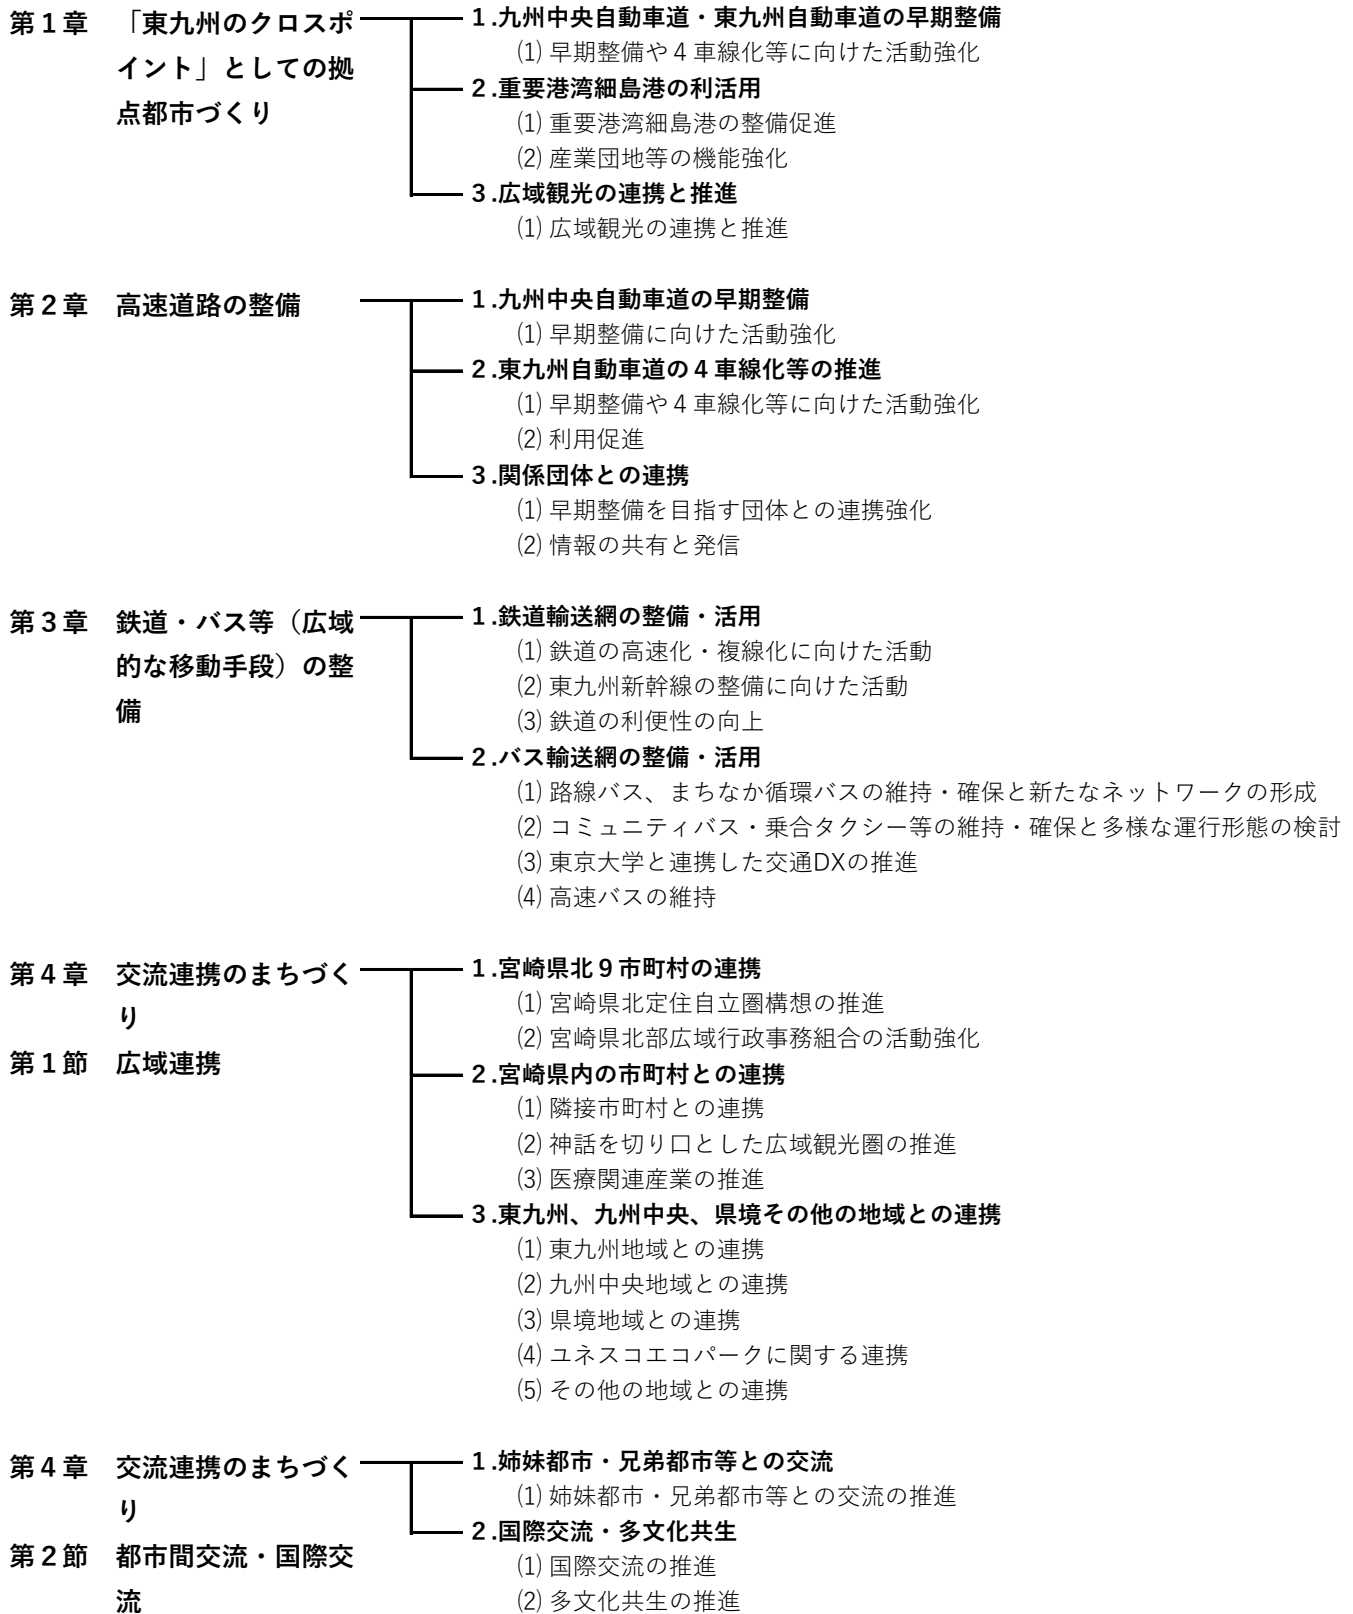 第１章　「東九州のクロスポ
イント」としての拠
点都市づくり
１.九州中央自動車道・東九州自動車道の早期整備
(1) 早期整備や４車線化等に向けた活動強化
２.重要港湾細島港の利活用
(1) 重要港湾細島港の整備促進
(2) 産業団地等の機能強化
３.広域観光の連携と推進
(1) 広域観光の連携と推進
第２章　高速道路の整備
１.九州中央自動車道の早期整備
(1) 早期整備に向けた活動強化
２.東九州自動車道の４車線化等の推進
(1) 早期整備や４車線化等に向けた活動強化
(2) 利用促進
３.関係団体との連携
(1) 早期整備を目指す団体との連携強化
(2) 情報の共有と発信
第３章　鉄道・バス等（広域
的な移動手段）の整
備
１.鉄道輸送網の整備・活用
(1) 鉄道の高速化・複線化に向けた活動
(2) 東九州新幹線の整備に向けた活動
(3) 鉄道の利便性の向上
２.バス輸送網の整備・活用
(1) 路線バス、まちなか循環バスの維持・確保と新たなネットワークの形成
(2) コミュニティバス・乗合タクシー等の維持・確保と多様な運行形態の検討
(3) 東京大学と連携した交通DXの推進
(4) 高速バスの維持
第４章　交流連携のまちづく
り
第１節　広域連携
１.宮崎県北９市町村の連携
(1) 宮崎県北定住自立圏構想の推進
(2) 宮崎県北部広域行政事務組合の活動強化
２.宮崎県内の市町村との連携
(1) 隣接市町村との連携
(2) 神話を切り口とした広域観光圏の推進
(3) 医療関連産業の推進
３.東九州、九州中央、県境その他の地域との連携
(1) 東九州地域との連携
(2) 九州中央地域との連携
(3) 県境地域との連携
(4) ユネスコエコパークに関する連携
(5) その他の地域との連携
第４章　交流連携のまちづく
り
第２節　都市間交流・国際交
流
１.姉妹都市・兄弟都市等との交流
(1) 姉妹都市・兄弟都市等との交流の推進
２.国際交流・多文化共生
(1) 国際交流の推進
(2) 多文化共生の推進